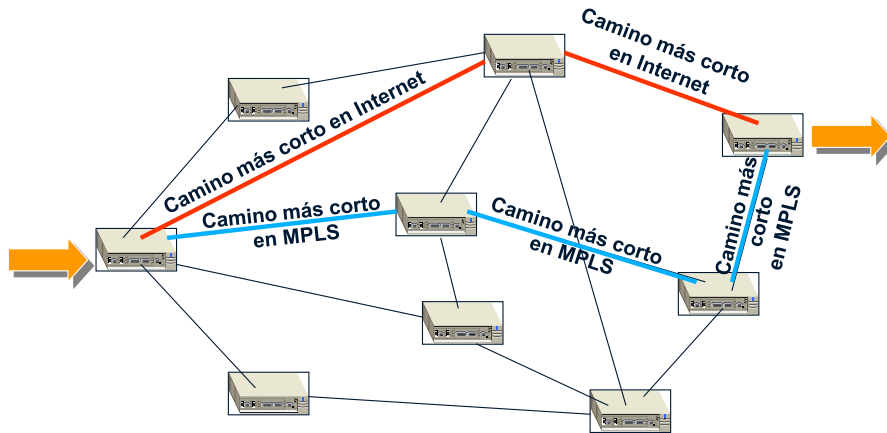 Camino más corto
en Internet
Camino más corto en Internet
Camino más corto
en MPLS
Camino más corto
en MPLS
Camino más
corto
en MPLS